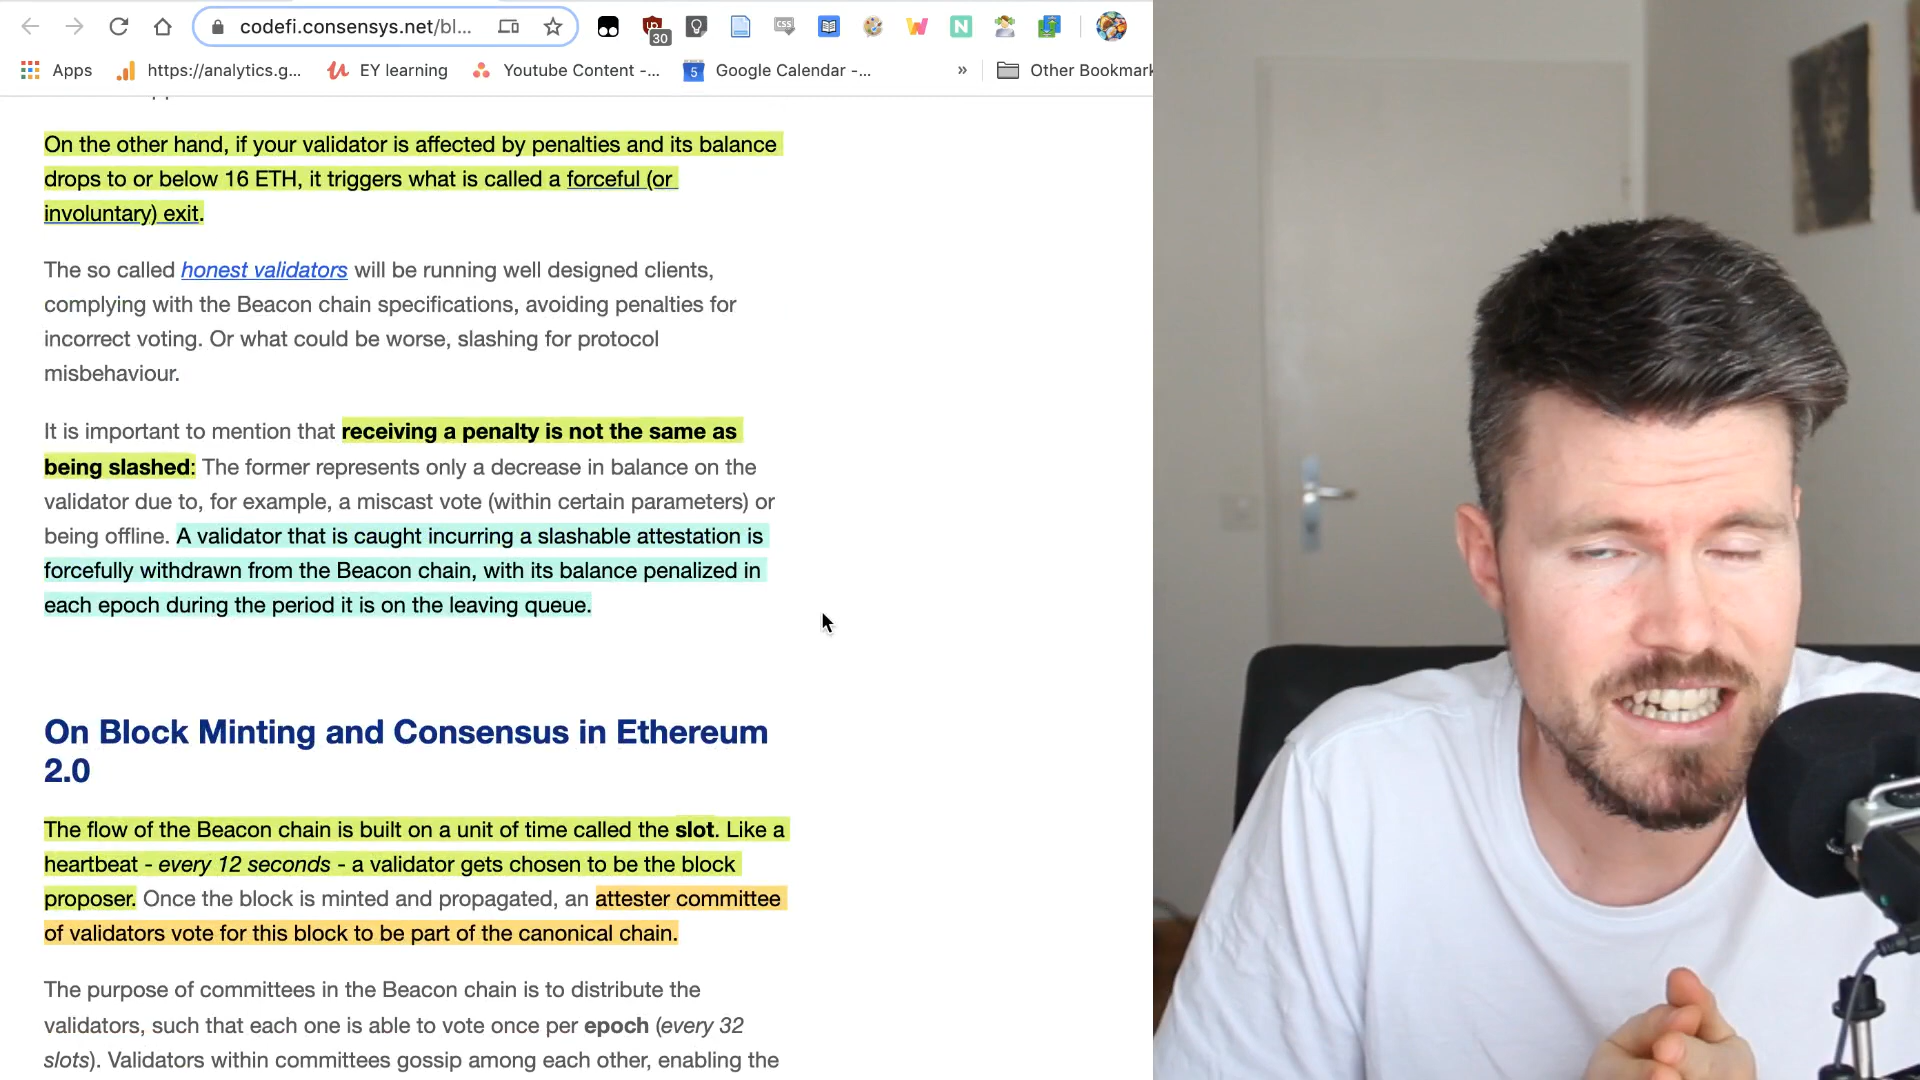 codefi.consensys.net/bl...
30
Apps
https://analytics.g...
EY learning
Youtube Content -...
5
Google Calendar -...
»
Other Bookmark
On the other hand, if your validator is affected by penalties and its balance
drops to or below 16 ETH, it triggers what is called a forceful (or
involuntary) exit.
The so called honest validators will be running well designed clients,
complying with the Beacon chain specifications, avoiding penalties for
incorrect voting. Or what could be worse, slashing for protocol
misbehaviour.
It is important to mention that receiving a penalty is not the same as
being slashed: The former represents only a decrease in balance on the
validator due to, for example, a miscast vote (within certain parameters) or
being offline. A validator that is caught incurring a slashable attestation is
forcefully withdrawn from the Beacon chain, with its balance penalized in
each epoch during the period it is on the leaving queue.
On Block Minting and Consensus in Ethereum
2.0
The flow of the Beacon chain is built on a unit of time called the slot. Like a
heartbeat - every 12 seconds - a validator gets chosen to be the block
proposer. Once the block is minted and propagated, an attester committee
of validators vote for this block to be part of the canonical chain.
The purpose of committees in the Beacon chain is to distribute the
validators, such that each one is able to vote once per epoch (every 32
slots). Validators within committees gossip among each other, enabling the